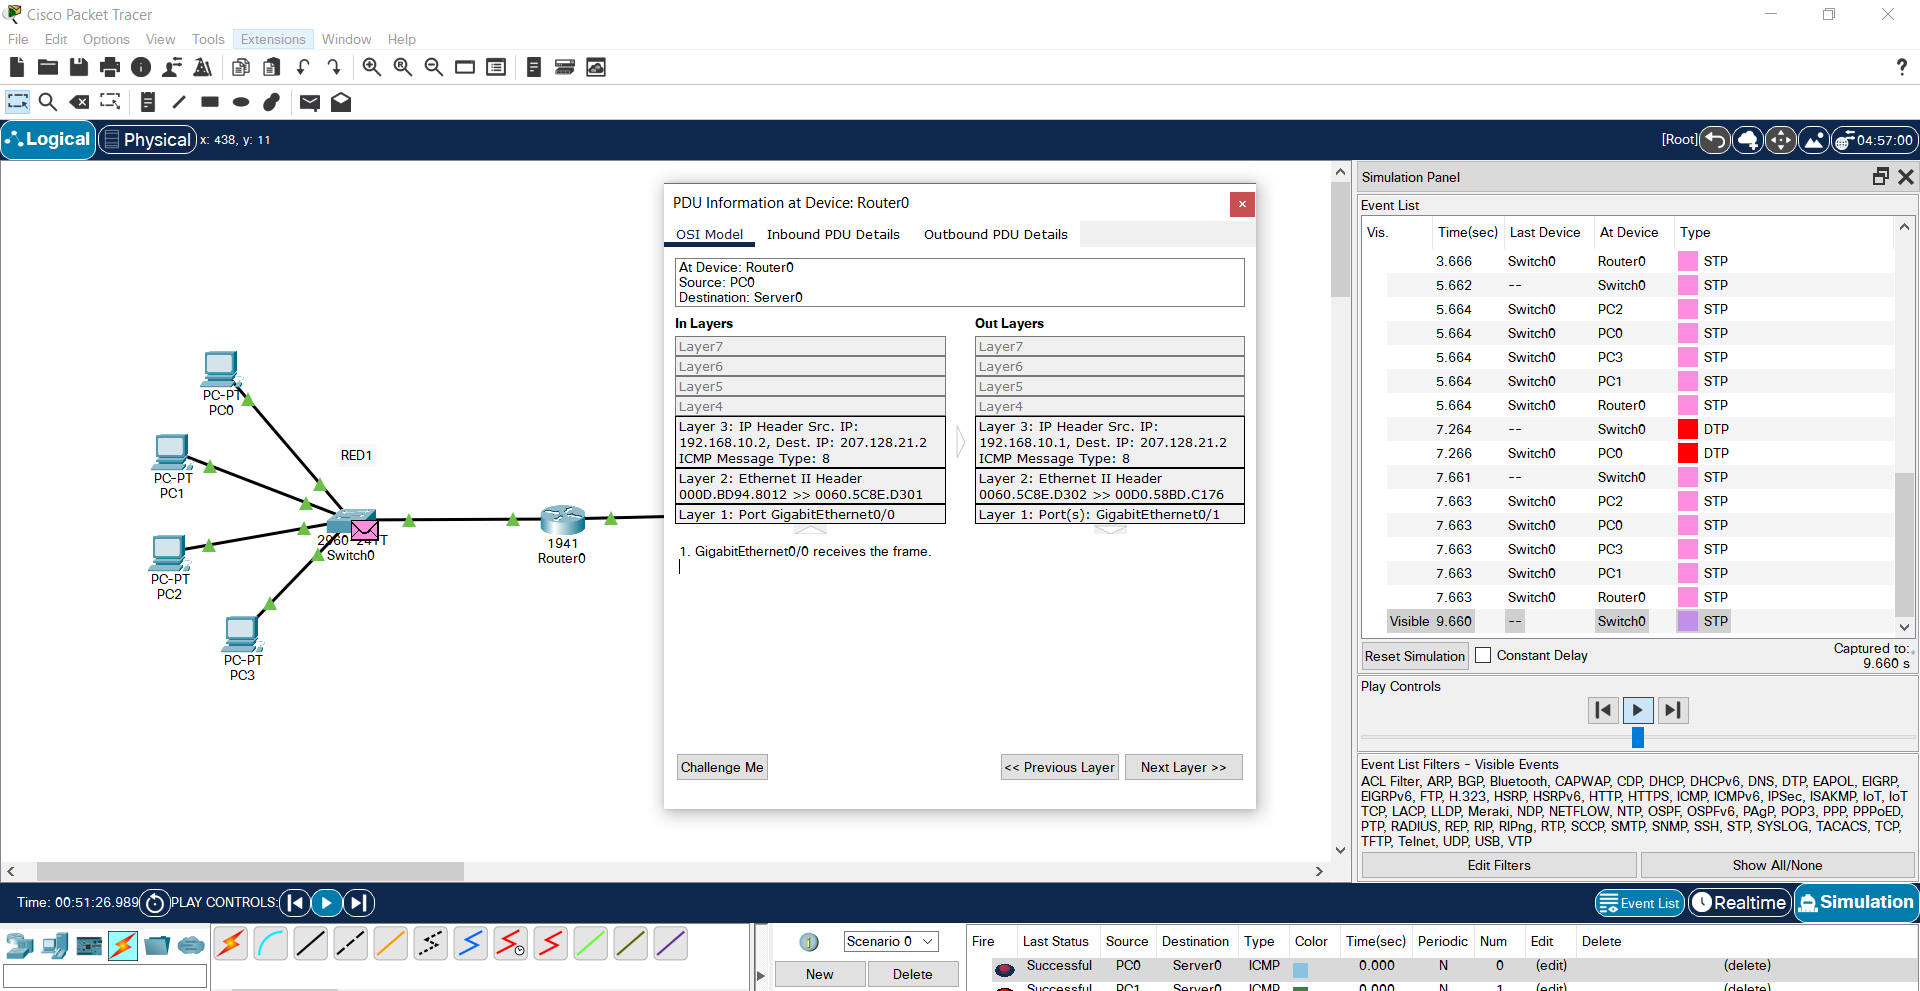 Cisco Packet Tracer
File Edit Options View Tools Extensions Window Help
?
Logical Physical x: 438, y: 11
[Root] 04:57:00
PC-PT
PC0
PC-PT
PC1
RED1
2960-24TT
Switch0
PC-PT
PC2
PC-PT
PC3
1941
Router0
PDU Information at Device: Router0
OSI Model Inbound PDU Details Outbound PDU Details
At Device: Router0
Source: PC0
Destination: Server0
In Layers
Layer7
Layer6
Layer5
Layer4
Layer 3: IP Header Src. IP:
192.168.10.2, Dest. IP: 207.128.21.2
ICMP Message Type: 8
Layer 2: Ethernet II Header
000D.BD94.8012 >> 0060.5C8E.D301
Layer 1: Port GigabitEthernet0/0
Out Layers
Layer7
Layer6
Layer5
Layer4
Layer 3: IP Header Src. IP:
192.168.10.1, Dest. IP: 207.128.21.2
ICMP Message Type: 8
Layer 2: Ethernet II Header
0060.5C8E.D302 >> 00D0.58BD.C176
Layer 1: Port(s): GigabitEthernet0/1
1. GigabitEthernet0/0 receives the frame.
Challenge Me << Previous Layer Next Layer >>
Simulation Panel
Event List
Vis. Time(sec) Last Device At Device Type
3.666 Switch0 Router0 STP
5.662 -- Switch0 STP
5.664 Switch0 PC2 STP
5.664 Switch0 PC0 STP
5.664 Switch0 PC3 STP
5.664 Switch0 PC1 STP
5.664 Switch0 Router0 STP
7.264 -- Switch0 DTP
7.266 Switch0 PC0 DTP
7.661 -- Switch0 STP
7.663 Switch0 PC2 STP
7.663 Switch0 PC0 STP
7.663 Switch0 PC3 STP
7.663 Switch0 PC1 STP
7.663 Switch0 Router0 STP
Visible 9.660 -- Switch0 STP
Reset Simulation Constant Delay Captured to:
9.660 s
Play Controls
Event List Filters - Visible Events
ACL Filter, ARP, BGP, Bluetooth, CAPWAP, CDP, DHCP, DHCPv6, DNS, DTP, EAPOL, EIGRP,
EIGRPv6, FTP, H.323, HSRP, HSRPv6, HTTP, HTTPS, ICMP, ICMPv6, IPSec, ISAKMP, IoT, IoT
TCP, LACP, LLDP, Meraki, NDP, NETFLOW, NTP, OSPF, OSPFv6, PAgP, POP3, PPP, PPPoED,
PTP, RADIUS, REP, RIP, RIPng, RTP, SCCP, SMTP, SNMP, SSH, STP, SYSLOG, TACACS, TCP,
TFTP, Telnet, UDP, USB, VTP
Edit Filters Show All/None
Time: 00:51:26.989 PLAY CONTROLS:
Event List Realtime Simulation
Scenario 0
New Delete
Fire Last Status Source Destination Type Color Time(sec) Periodic Num Edit Delete
Successful PC0 Server0 ICMP 0.000 N 0 (edit) (delete)
Successful PC1 Server0 ICMP 0.000 N 1 (edit) (delete)